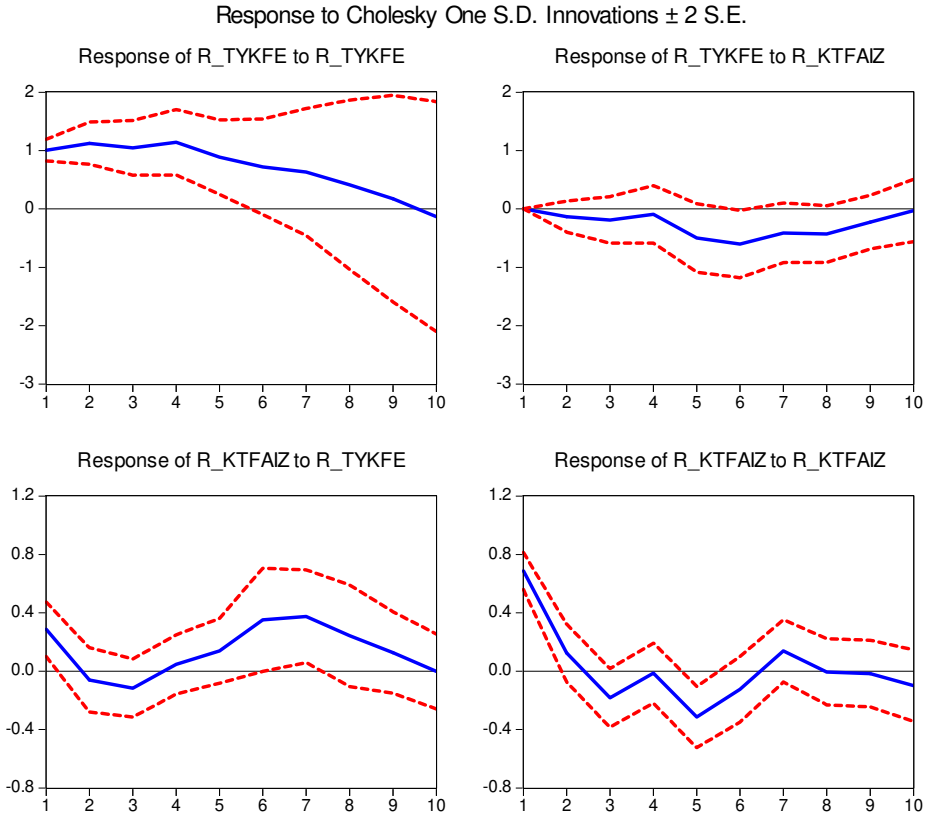 Response to Cholesky One S.D. Innovations ± 2 S.E.
Response of R_TYKFE to R_TYKFE
2
1
0
-1
-2
-3
1 2 3 4 5 6 7 8 9 10
Response of R_TYKFE to R_KTFAIZ
2
1
0
-1
-2
-3
1 2 3 4 5 6 7 8 9 10
Response of R_KTFAIZ to R_TYKFE
1.2
0.8
0.4
0.0
-0.4
-0.8
1 2 3 4 5 6 7 8 9 10
Response of R_KTFAIZ to R_KTFAIZ
1.2
0.8
0.4
0.0
-0.4
-0.8
1 2 3 4 5 6 7 8 9 10